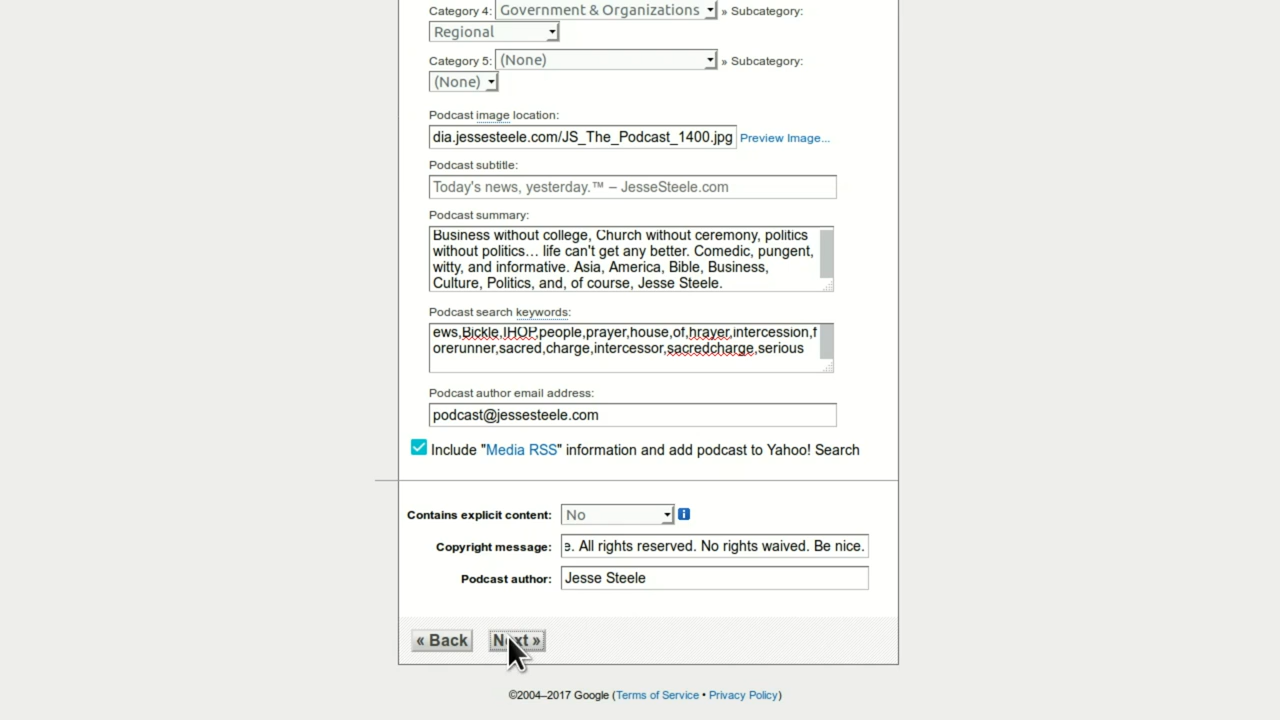 Category 4: Government & Organizations » Subcategory:
Regional
Category 5: (None) » Subcategory:
(None)
Podcast image location:
dia.jessesteele.com/JS_The_Podcast_1400.jpg Preview Image...
Podcast subtitle:
Today's news, yesterday.™ – JesseSteele.com
Podcast summary:
Business without college, Church without ceremony, politics
without politics… life can't get any better. Comedic, pungent,
witty, and informative. Asia, America, Bible, Business,
Culture, Politics, and, of course, Jesse Steele.
Podcast search keywords:
ews,Bickle,IHOP,people,prayer,house,of,hrayer,intercession,f
orerunner,sacred,charge,intercessor,sacredcharge,serious
Podcast author email address:
podcast@jessesteele.com
Include "Media RSS" information and add podcast to Yahoo! Search
Contains explicit content: No
Copyright message: e. All rights reserved. No rights waived. Be nice.
Podcast author: Jesse Steele
« Back Next »
©2004–2017 Google (Terms of Service • Privacy Policy)